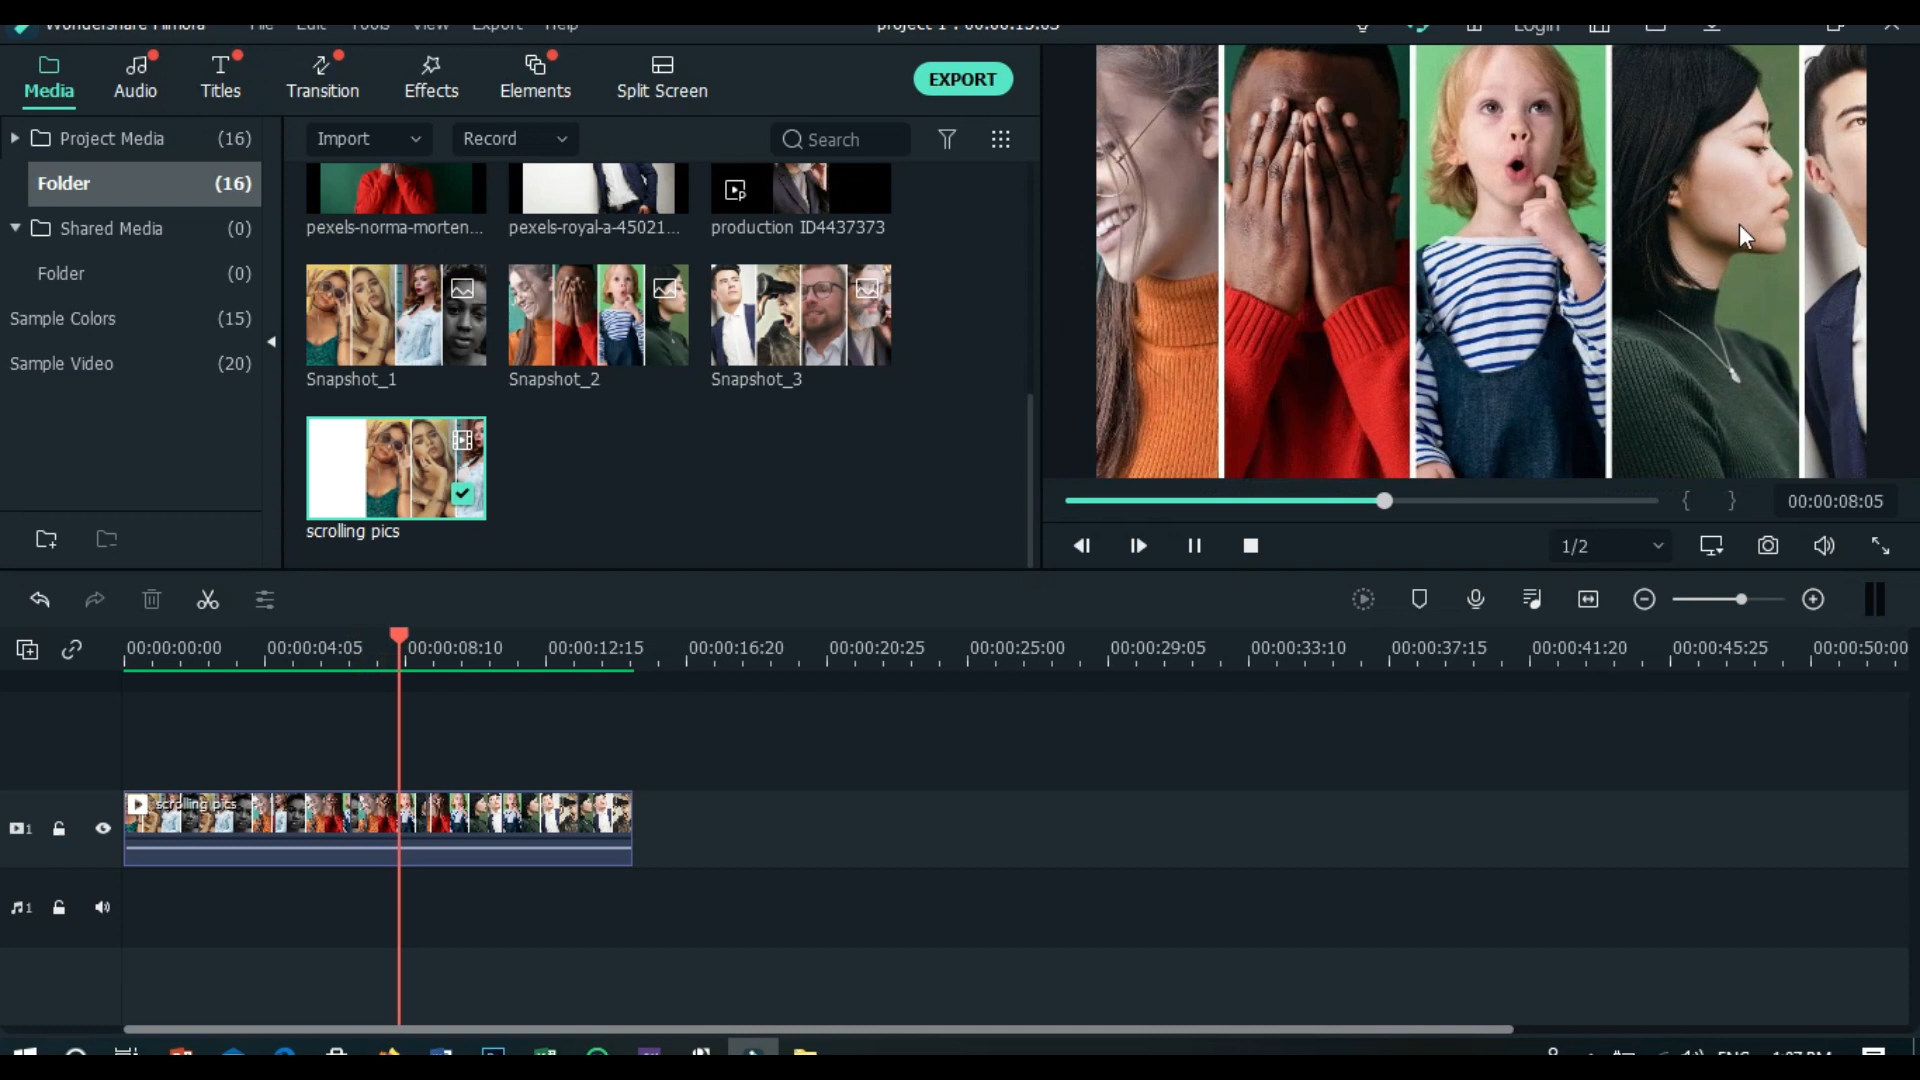 Wondershare Filmora File Edit Tools View Export Help project 1 : 00:00:15:05 Login
Media Audio Titles Transition Effects Elements Split Screen EXPORT
Project Media (16)
Folder (16)
Shared Media (0)
Folder (0)
Sample Colors (15)
Sample Video (20)
Import Record Search
pexels-norma-morten... pexels-royal-a-45021... production ID4437373
Snapshot_1 Snapshot_2 Snapshot_3
scrolling pics
{ } 00:00:08:05
1/2
00:00:00:00 00:00:04:05 00:00:08:10 00:00:12:15 00:00:16:20 00:00:20:25 00:00:25:00 00:00:29:05 00:00:33:10 00:00:37:15 00:00:41:20 00:00:45:25 00:00:50:00
scrolling pics
1
1
ENG 1:07 PM